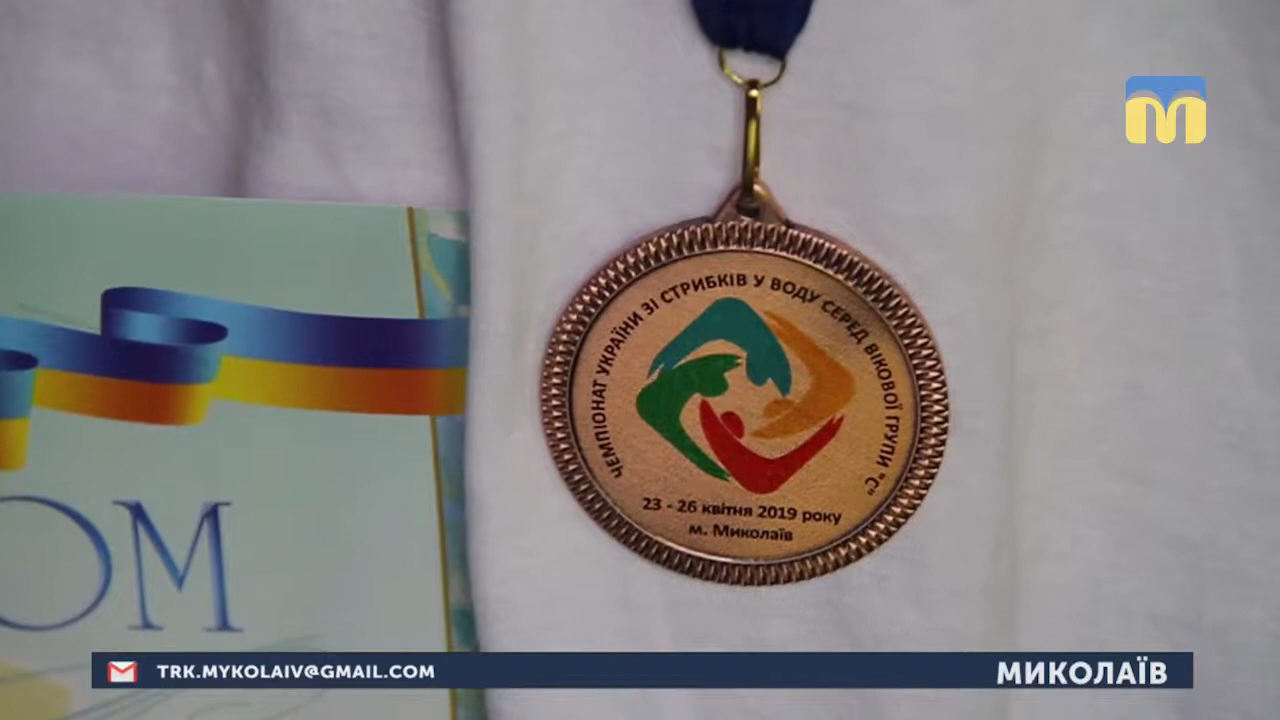 ЧЕМПІОНАТ УКРАЇНИ ЗІ СТРИБКІВ У ВОДУ СЕРЕД ВІКОВОЇ ГРУПИ "С"
23 - 26 квітня 2019 року
м. Миколаїв
ОМ
TRK.MYKOLAIV@GMAIL.COM
МИКОЛАЇВ